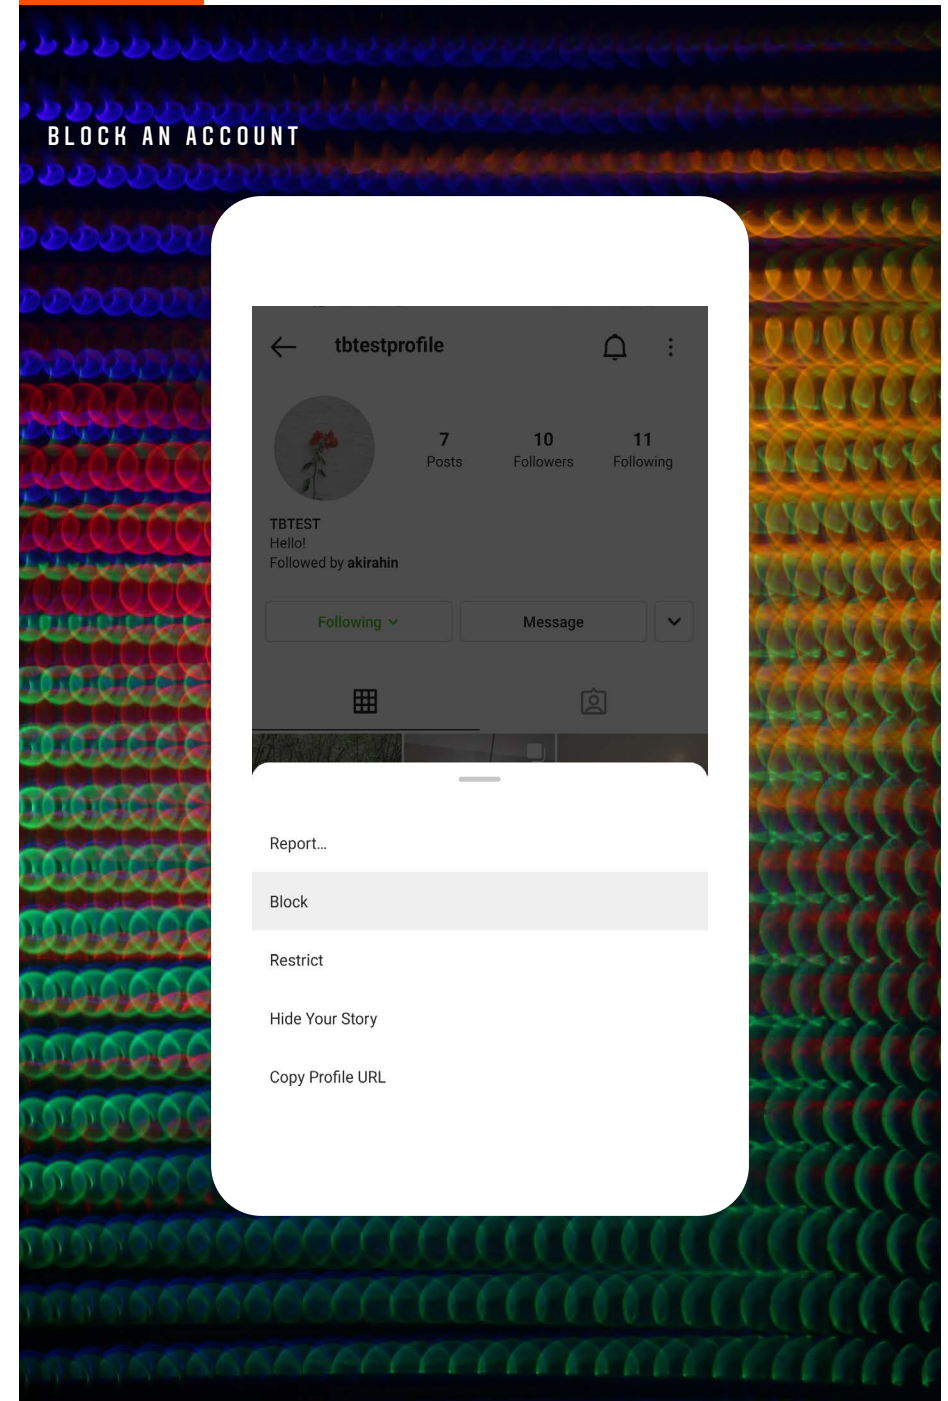 BLOCK AN ACCOUNT
tbtestprofile
7 10 11
Posts Followers Following
TBTEST
Hello!
Followed by akirahin
Following Message
Report...
Block
Restrict
Hide Your Story
Copy Profile URL